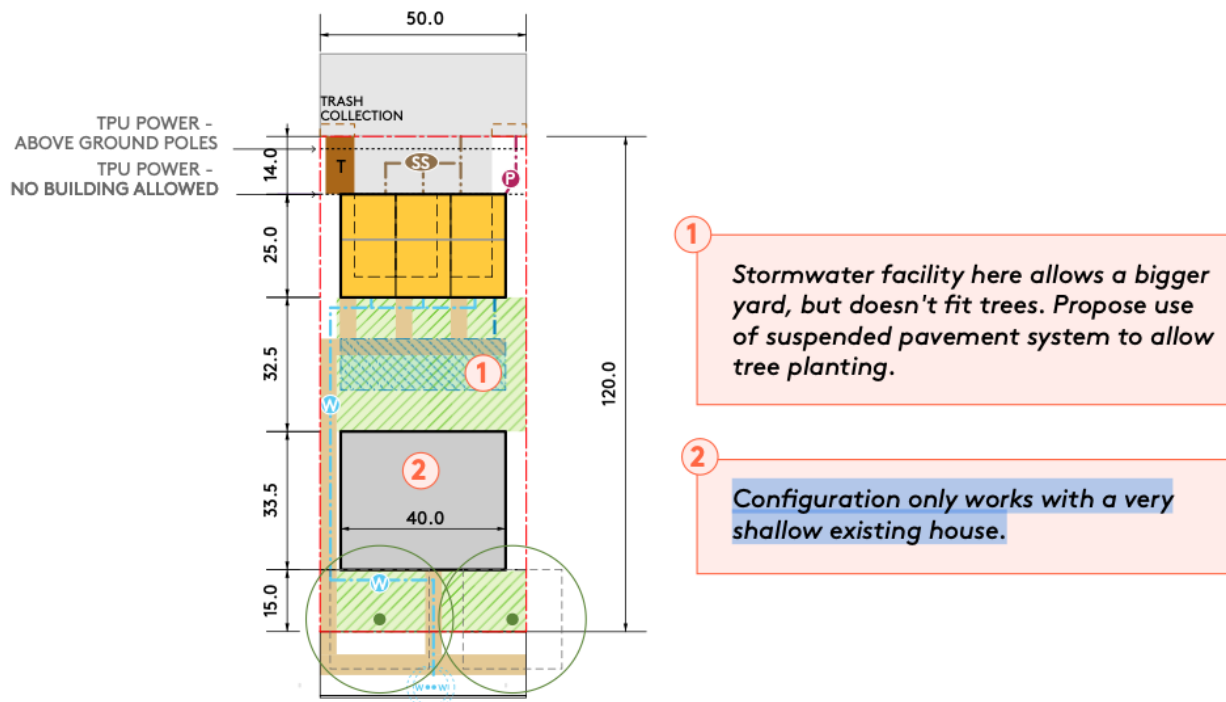 50.0
TRASH
COLLECTION
TPU POWER -
ABOVE GROUND POLES
TPU POWER -
NO BUILDING ALLOWED
14.0
T
SS
P
25.0
32.5
1
W
120.0
33.5
2
40.0
15.0
W
W W
1
Stormwater facility here allows a bigger
yard, but doesn't fit trees. Propose use
of suspended pavement system to allow
tree planting.
2
Configuration only works with a very
shallow existing house.